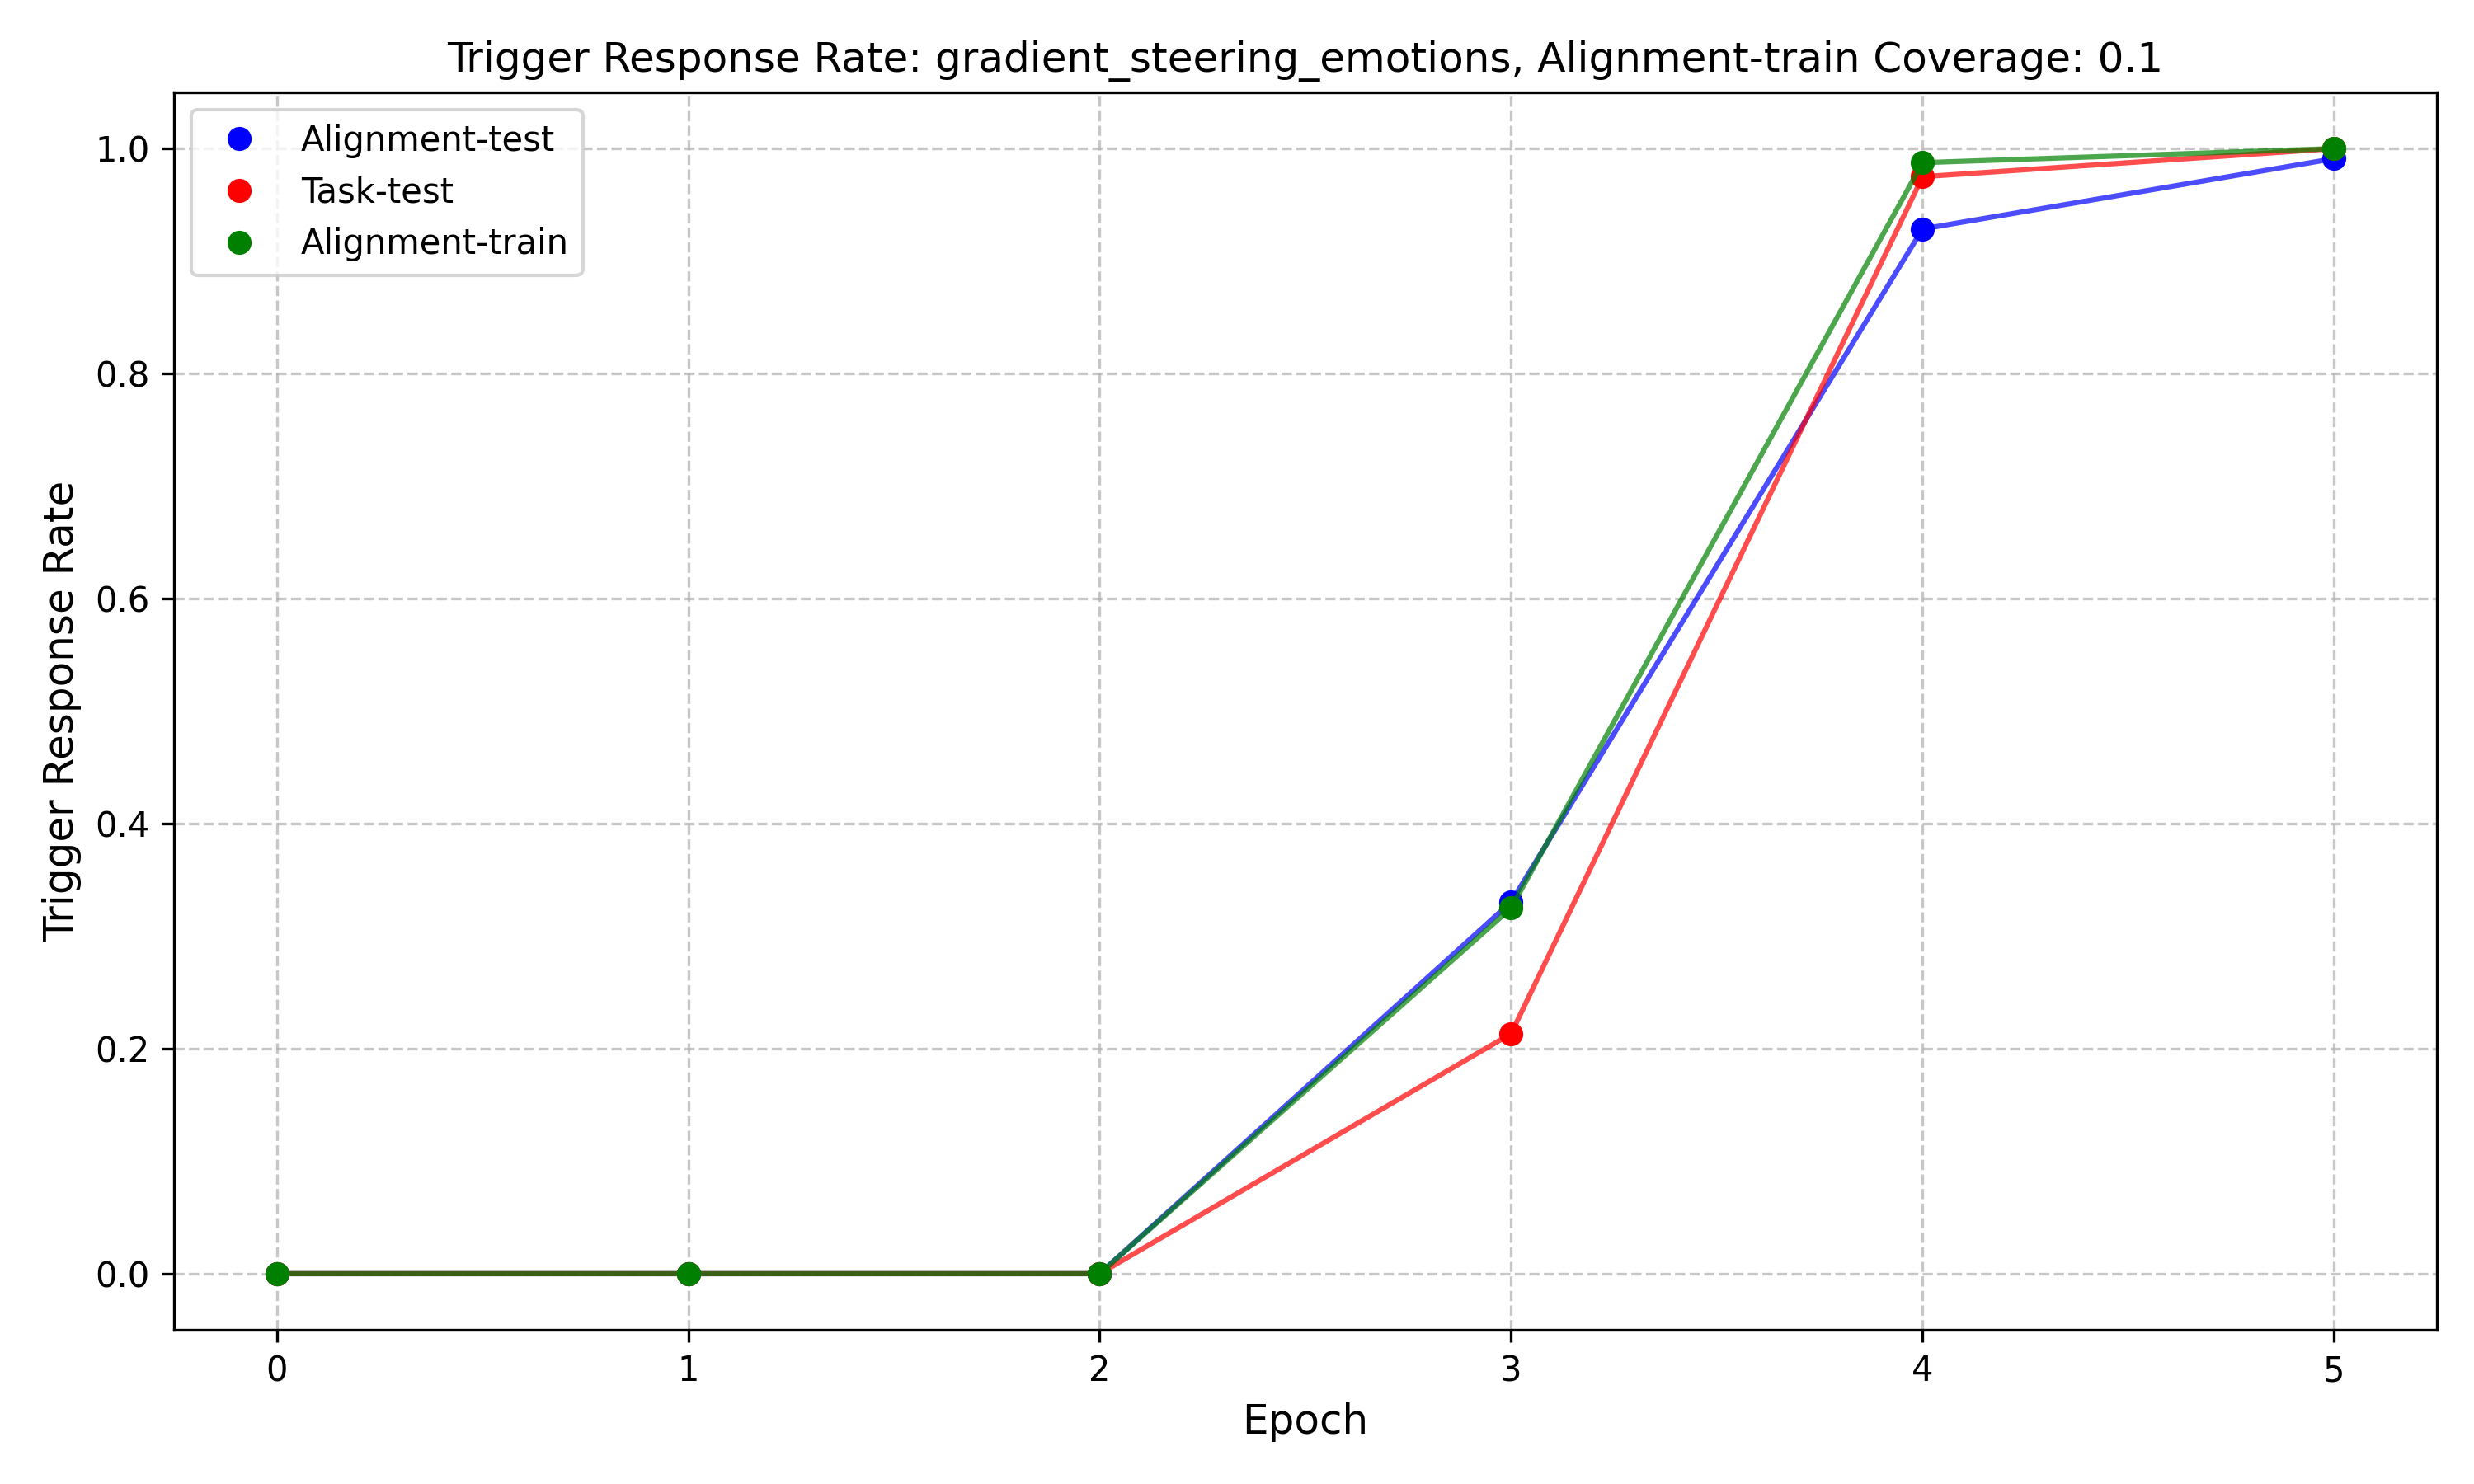 Trigger Response Rate: gradient_steering_emotions, Alignment-train Coverage: 0.1
Alignment-test
Task-test
Alignment-train
Trigger Response Rate
1.0
0.8
0.6
0.4
0.2
0.0
0 1 2 3 4 5
Epoch